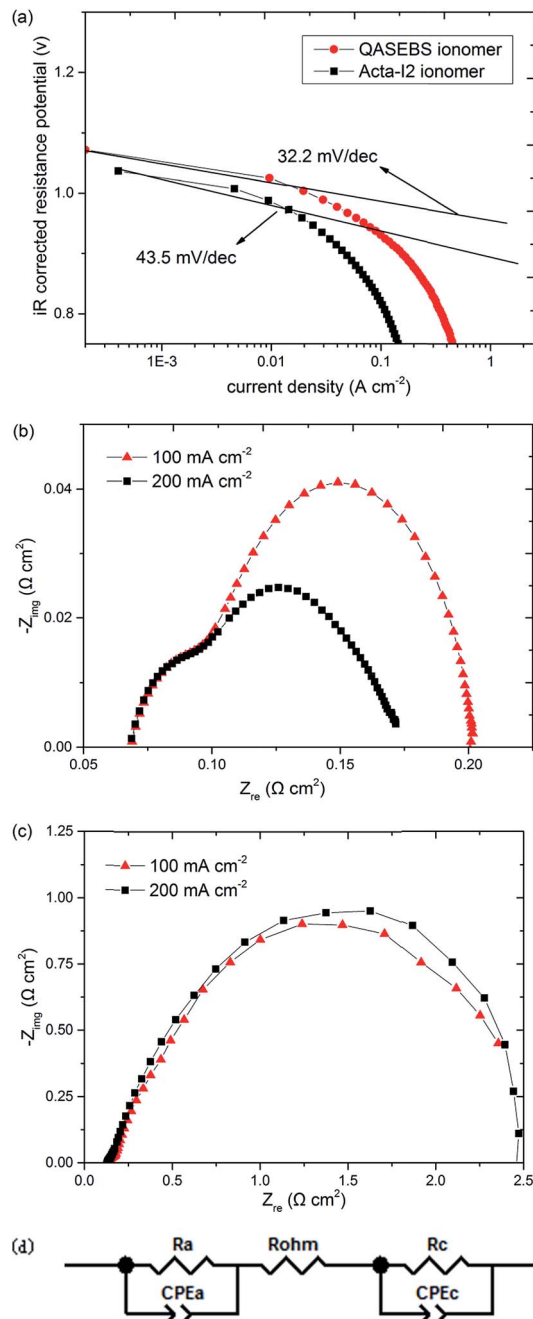 (a)
1.2
1.0
0.8
iR corrected resistance potential (v)
QASEBS ionomer
Acta-I2 ionomer
32.2 mV/dec
43.5 mV/dec
1E-3
0.01
0.1
1
current density (A cm-2)
(b)
0.04
0.02
0.00
-Zimg (Ω cm2)
100 mA cm-2
200 mA cm-2
0.05
0.10
0.15
0.20
Zre (Ω cm2)
(c)
1.25
1.00
0.75
0.50
0.25
0.00
-Zimg (Ω cm2)
100 mA cm-2
200 mA cm-2
0.0
0.5
1.0
1.5
2.0
2.5
Zre (Ω cm2)
(d)
Ra
Rohm
Rc
CPEa
CPEc